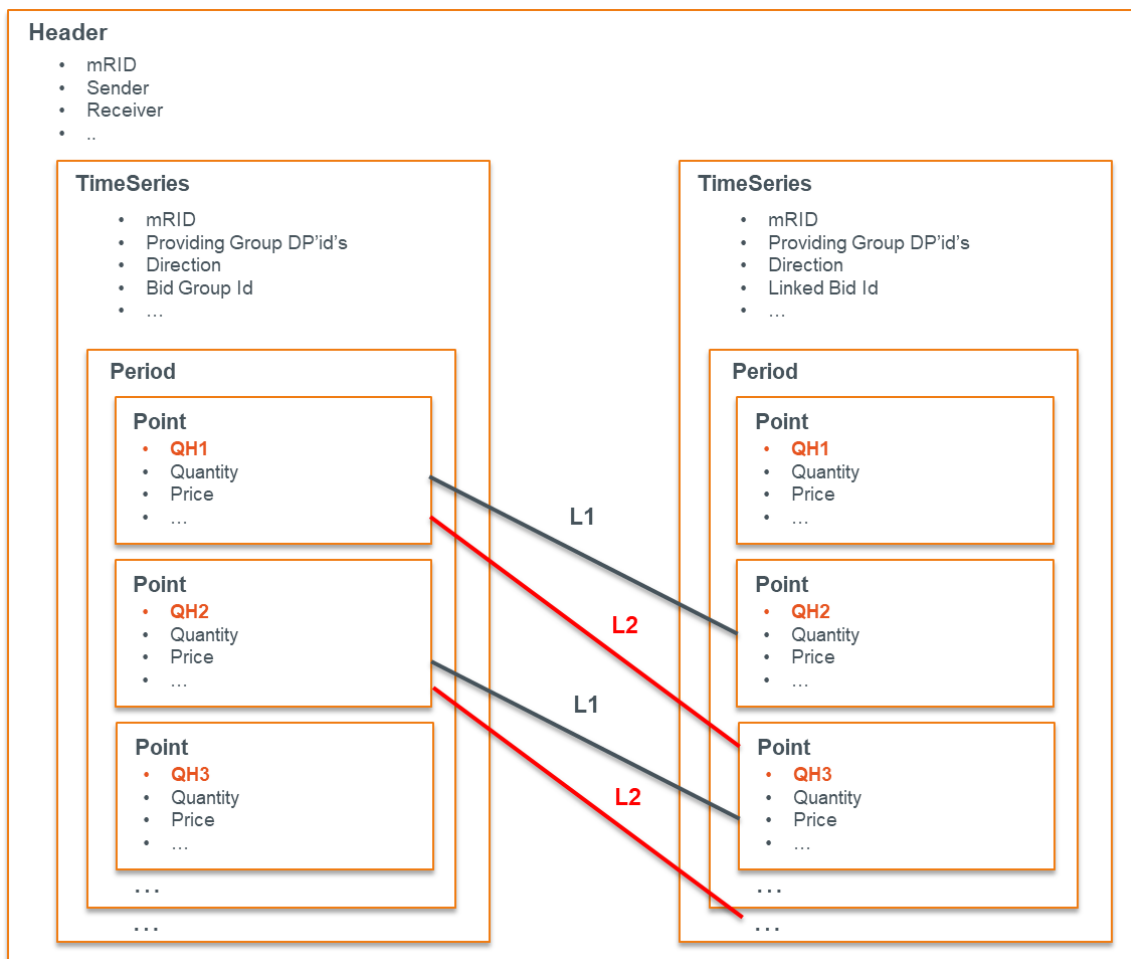 Header
• mRID
• Sender
• Receiver
• ..
TimeSeries
• mRID
• Providing Group DP'id's
• Direction
• Bid Group Id
• …
Period
Point
• QH1
• Quantity
• Price
• …
Point
• QH2
• Quantity
• Price
• …
Point
• QH3
• Quantity
• Price
• …
…
…
L1
L2
L1
L2
TimeSeries
• mRID
• Providing Group DP'id's
• Direction
• Linked Bid Id
• …
Period
Point
• QH1
• Quantity
• Price
• …
Point
• QH2
• Quantity
• Price
• …
Point
• QH3
• Quantity
• Price
• …
…
…